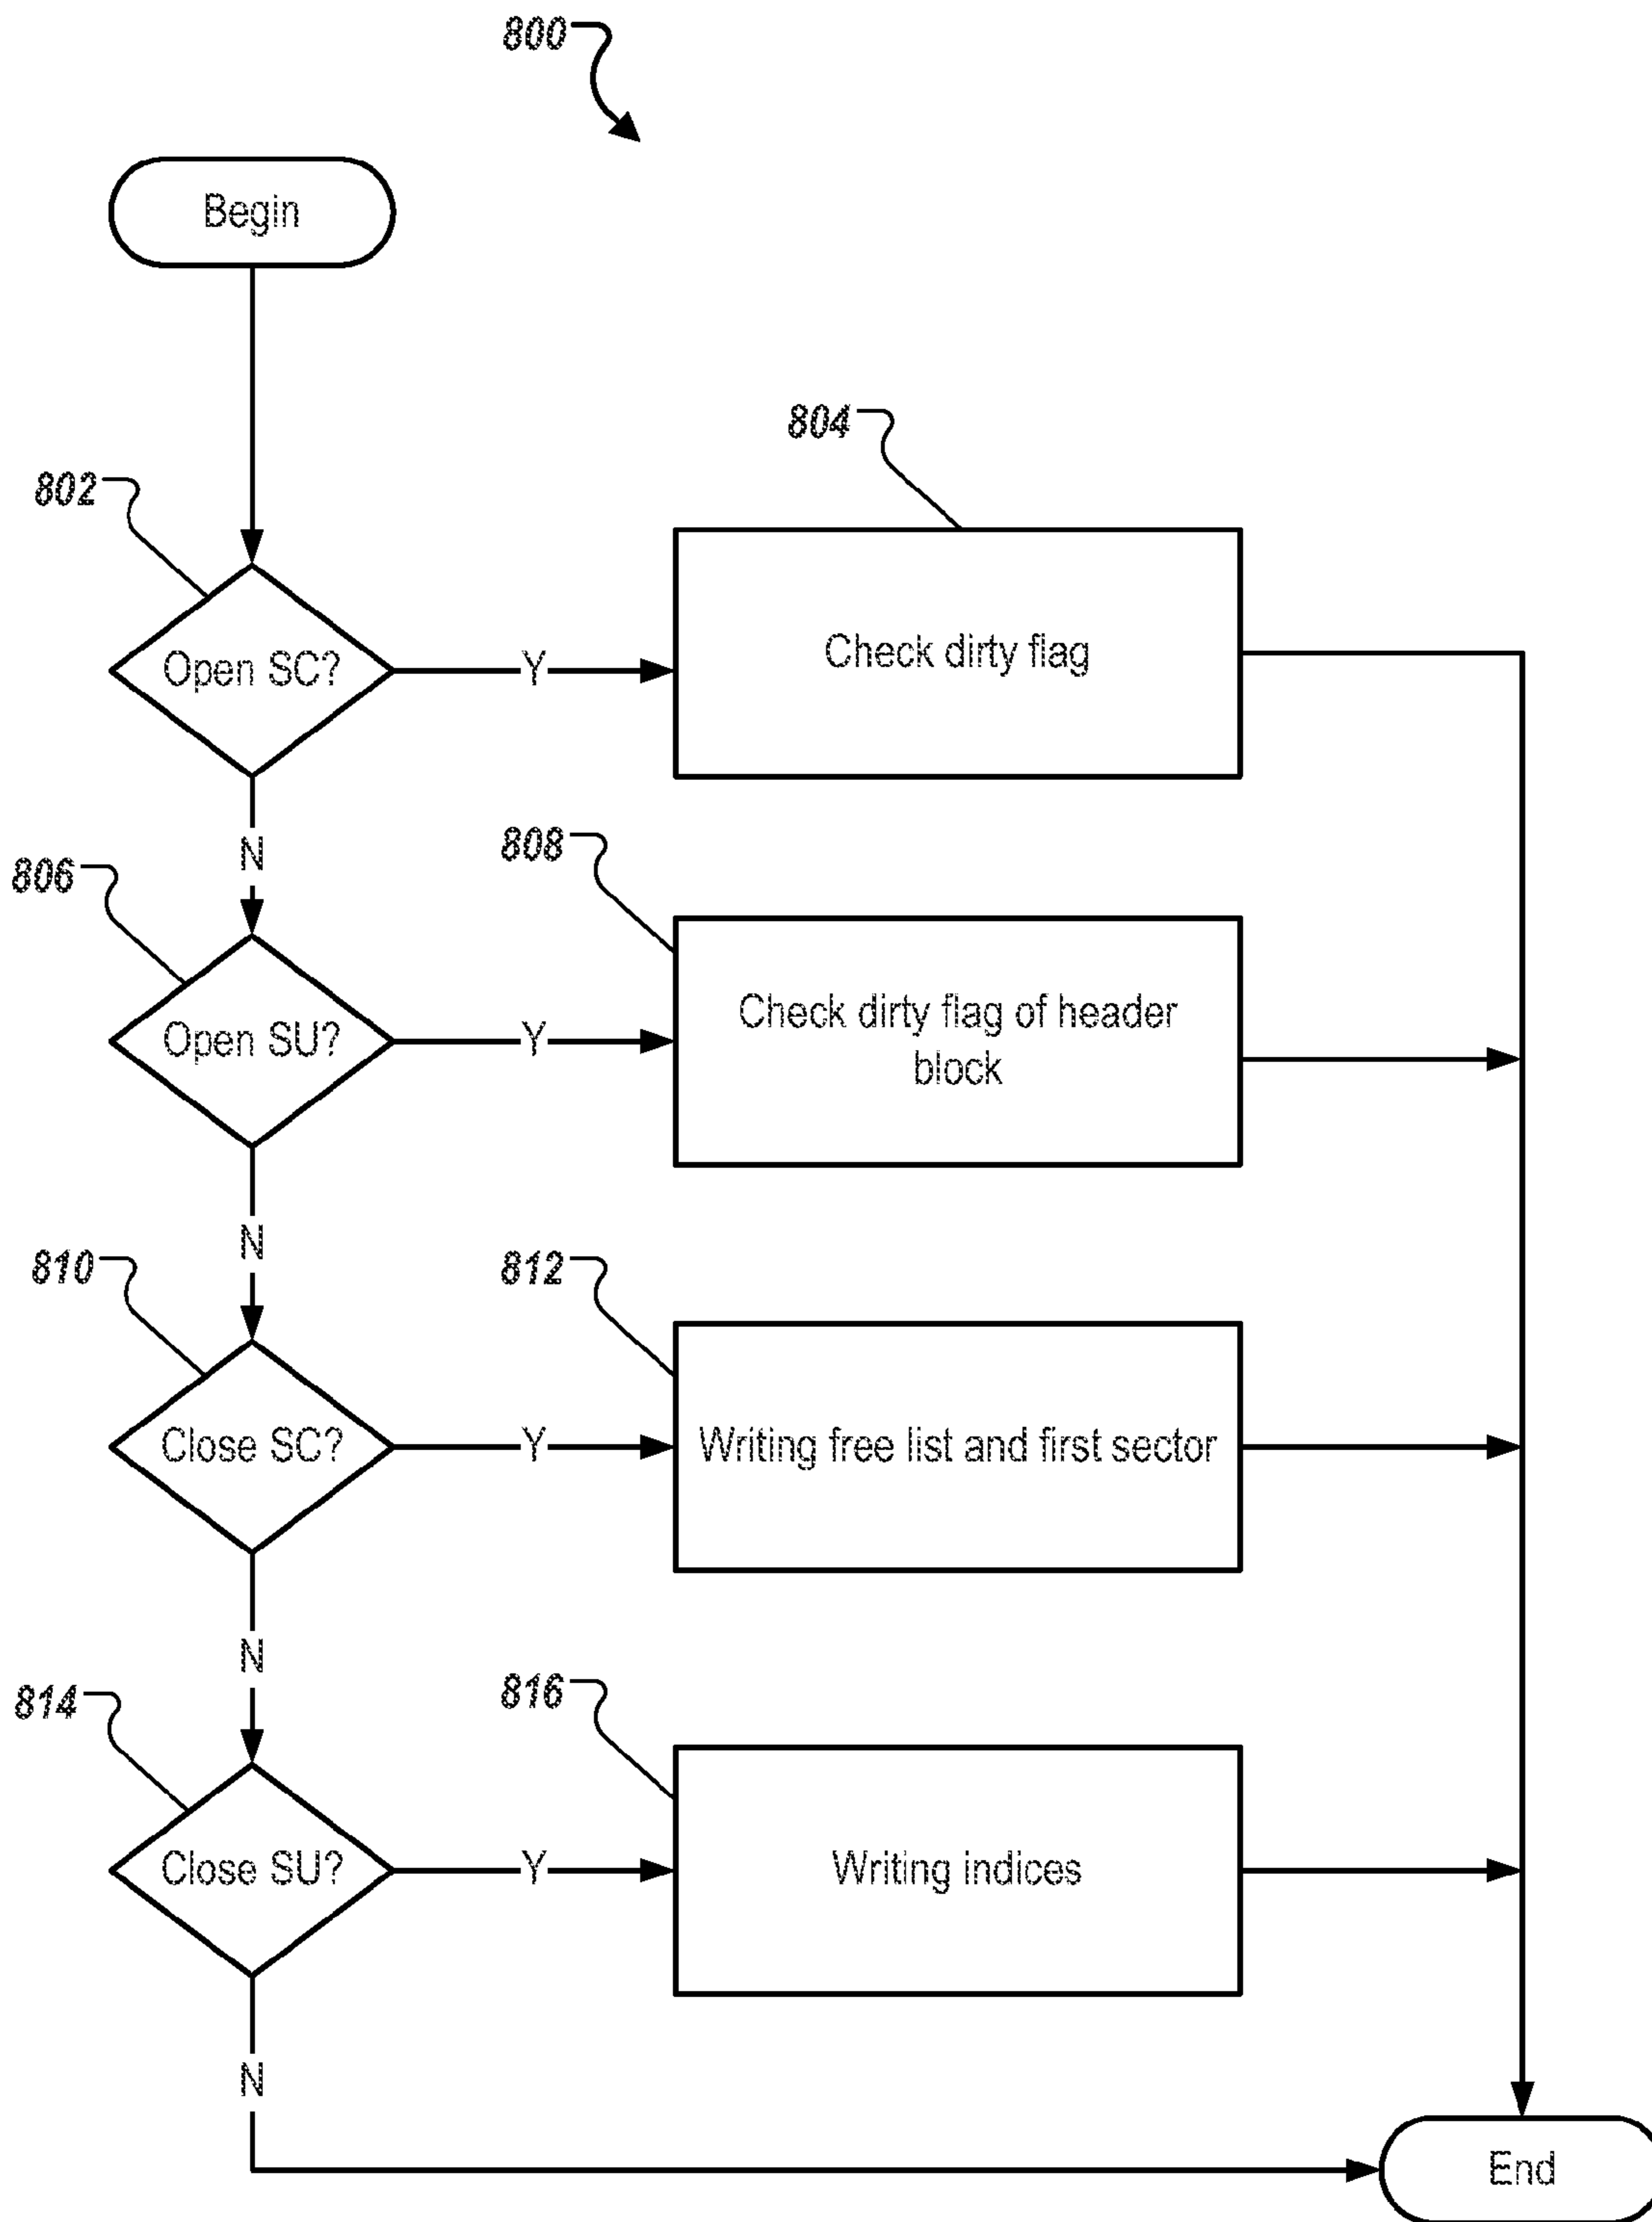 800
Begin
804
802
Open SC?
Y
Check dirty flag
N
808
806
Open SU?
Y
Check dirty flag of header
block
N
810
812
Close SC?
Y
Writing free list and first sector
N
814
816
Close SU?
Y
Writing indices
N
End